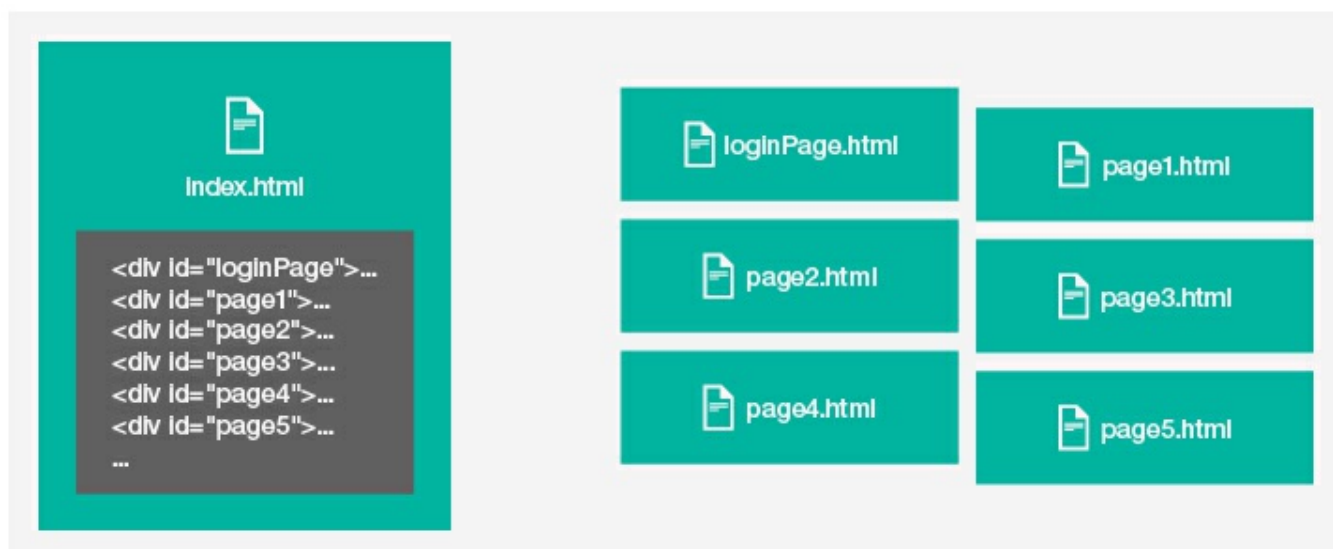 index.html
<div id="loginPage">...
<div id="page1">...
<div id="page2">...
<div id="page3">...
<div id="page4">...
<div id="page5">...
...
loginPage.html
page1.html
page2.html
page3.html
page4.html
page5.html